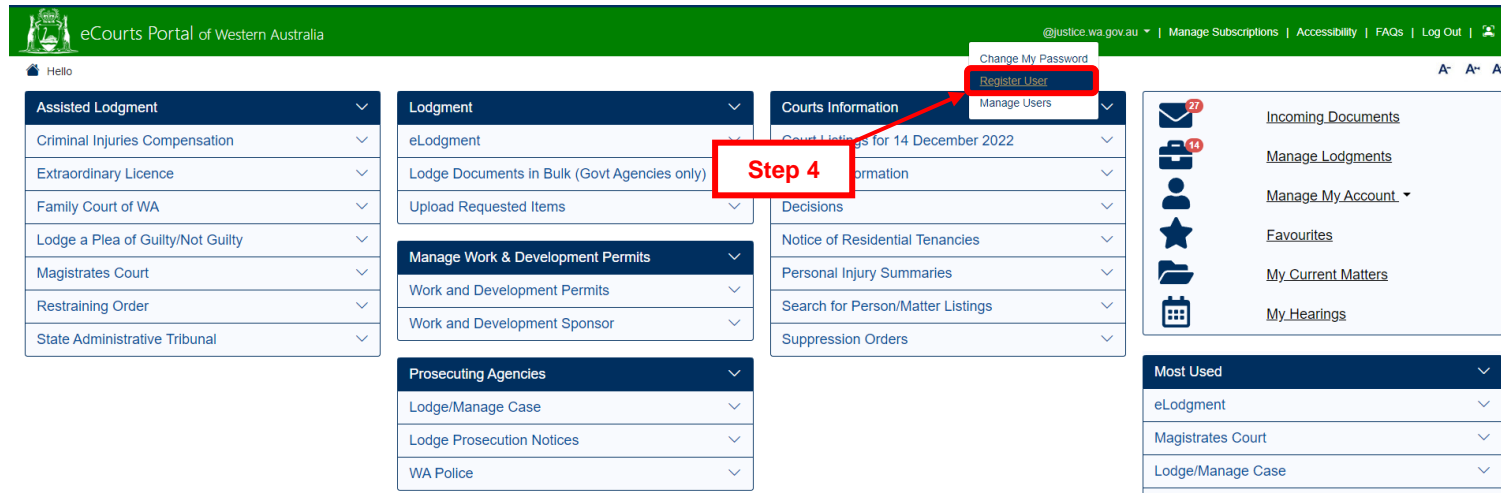 eCourts Portal of Western Australia
@justice.wa.gov.au | Manage Subscriptions | Accessibility | FAQs | Log Out |
Hello
Change My Password
Register User
Manage Users
A- A↔
Assisted Lodgment
Criminal Injuries Compensation
Extraordinary Licence
Family Court of WA
Lodge a Plea of Guilty/Not Guilty
Magistrates Court
Restraining Order
State Administrative Tribunal
Lodgment
eLodgment
Lodge Documents in Bulk (Govt Agencies only)
Upload Requested Items
Manage Work & Development Permits
Work and Development Permits
Work and Development Sponsor
Prosecuting Agencies
Lodge/Manage Case
Lodge Prosecution Notices
WA Police
Step 4
Courts Information
Court Listings for 14 December 2022
Decisions
Notice of Residential Tenancies
Personal Injury Summaries
Search for Person/Matter Listings
Suppression Orders
27
Incoming Documents
14
Manage Lodgments
Manage My Account
Favourites
My Current Matters
My Hearings
Most Used
eLodgment
Magistrates Court
Lodge/Manage Case